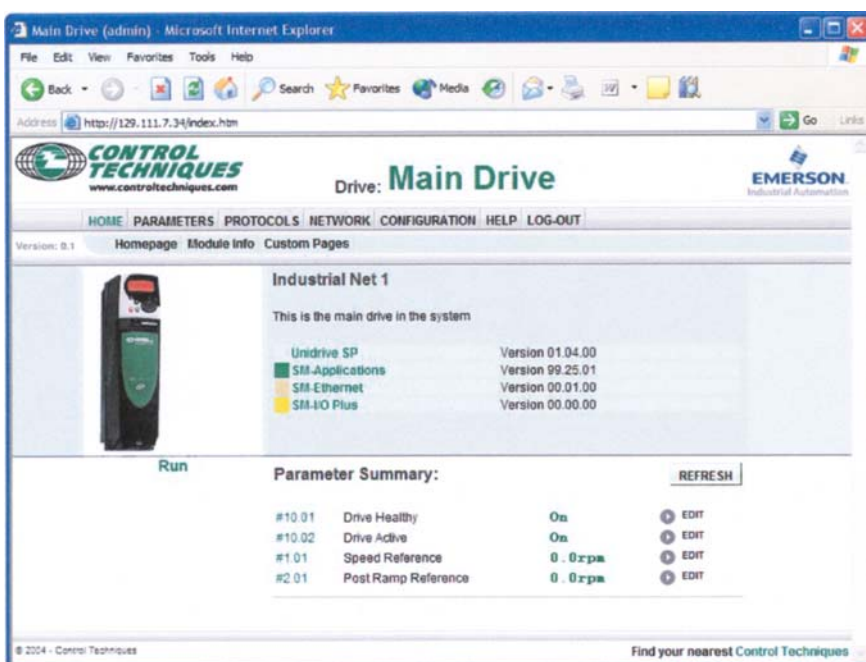 Main Drive (admin) - Microsoft Internet Explorer
File Edit View Favorites Tools Help
Back Search Favorites Media
Address http://129.111.7.34/index.htm Go Links
CONTROL
TECHNIQUES
www.controltechniques.com
Drive: Main Drive
EMERSON
Industrial Automation
HOME PARAMETERS PROTOCOLS NETWORK CONFIGURATION HELP LOG-OUT
Version: 0.1 Homepage Module Info Custom Pages
Industrial Net 1
This is the main drive in the system
Unidrive SP Version 01.04.00
SM-Applications Version 99.25.01
SM-Ethernet Version 00.01.00
SM-I/O Plus Version 00.00.00
Run
Parameter Summary: REFRESH
#10.01 Drive Healthy On EDIT
#10.02 Drive Active On EDIT
#1.01 Speed Reference 0.0rpm EDIT
#2.01 Post Ramp Reference 0.0rpm EDIT
© 2004 - Control Techniques Find your nearest Control Techniques